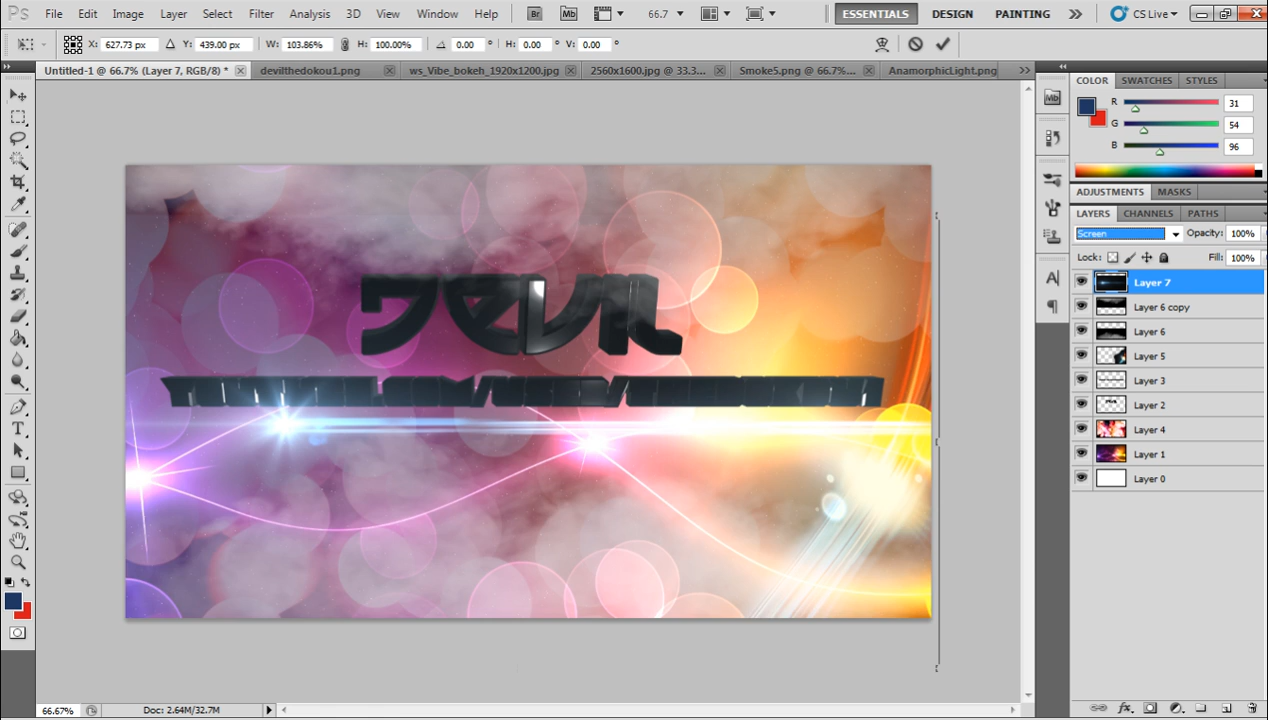 Ps File Edit Image Layer Select Filter Analysis 3D View Window Help Br Mb 66.7 ESSENTIALS DESIGN PAINTING CS Live
X: 627.73 px Y: 439.00 px W: 103.86% H: 100.00% 0.00 ° H: 0.00 ° V: 0.00 °
Untitled-1 @ 66.7% (Layer 7, RGB/8) * devilthedokou1.png ws_Vibe_bokeh_1920x1200.jpg 2560x1600.jpg @ 33.3... Smoke5.png @ 66.7%... AnamorphicLight.png
COLOR SWATCHES STYLES
Mb
R 31
G 54
B 96
ADJUSTMENTS MASKS
LAYERS CHANNELS PATHS
Screen Opacity: 100%
Lock: Fill: 100%
Layer 7
Layer 6 copy
Layer 6
Layer 5
Layer 3
Layer 2
Layer 4
Layer 1
Layer 0
DEVIL
66.67% Doc: 2.64M/32.7M